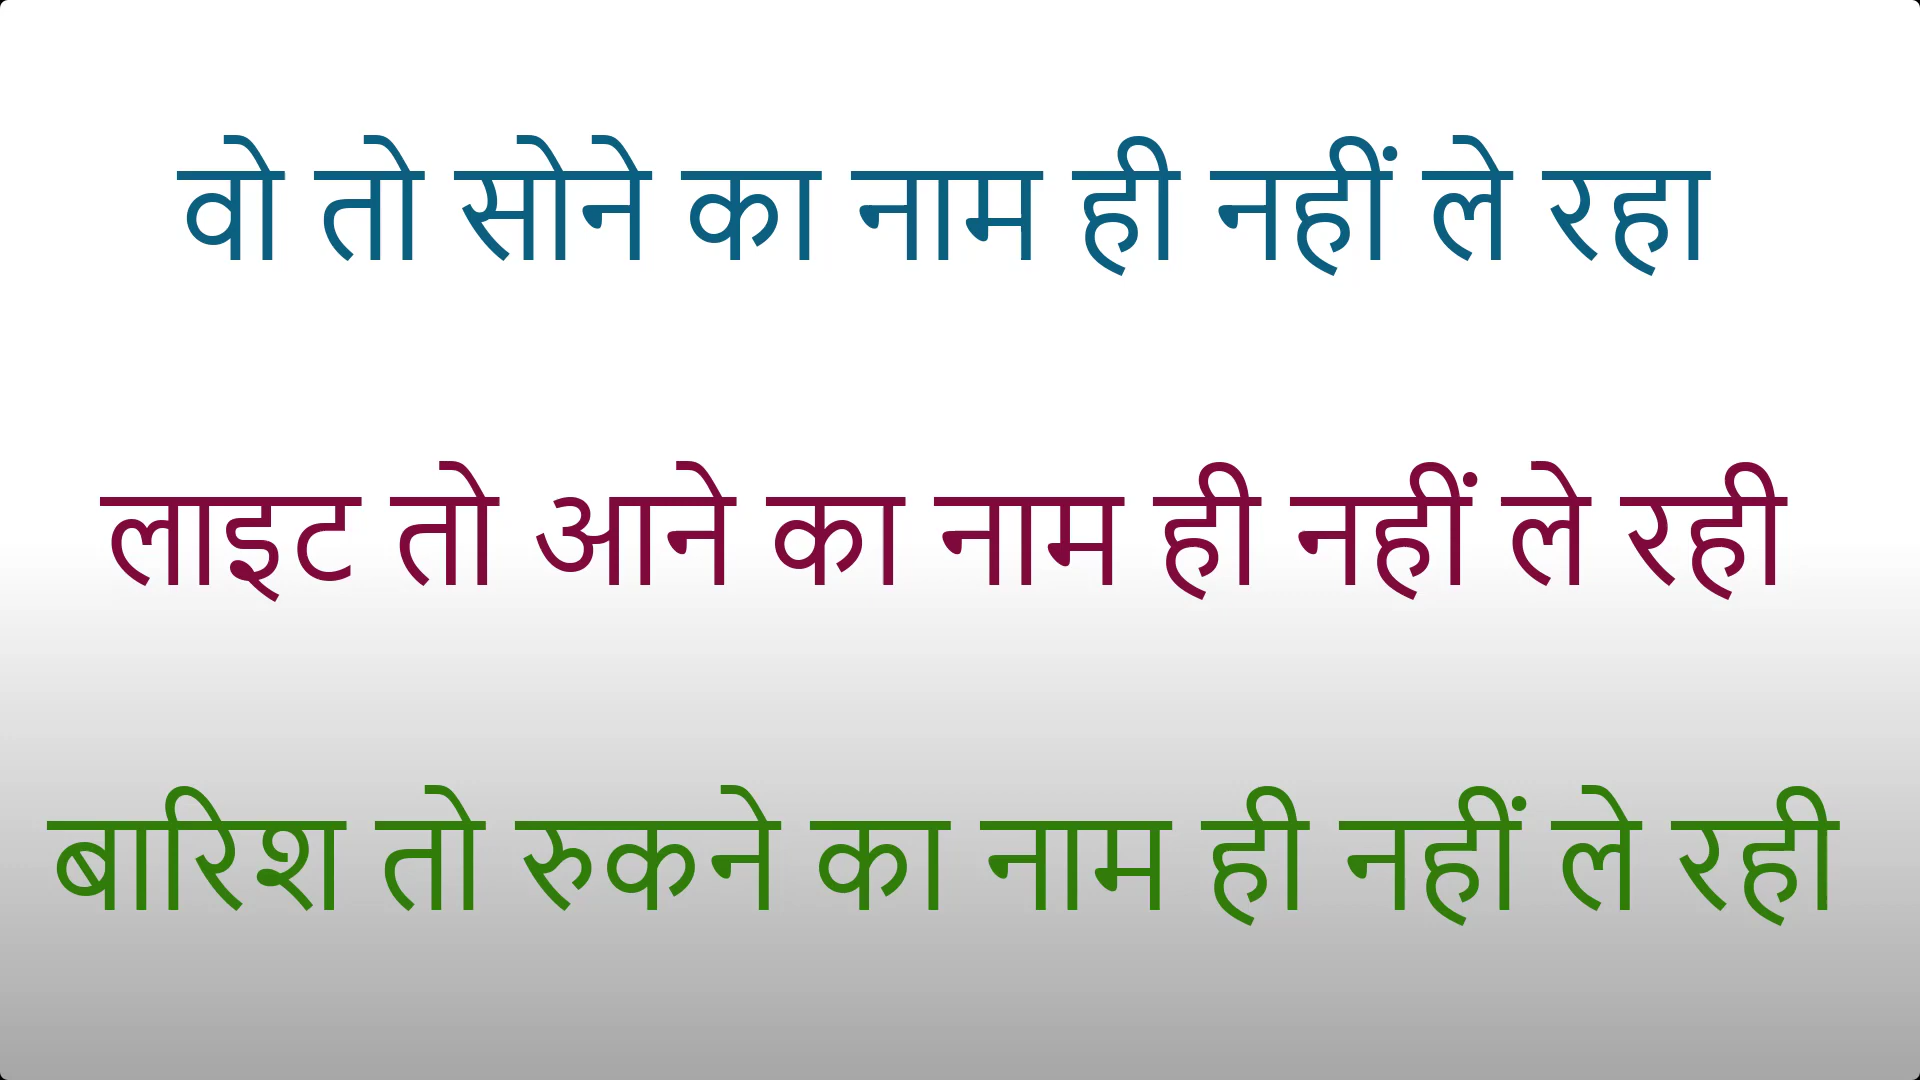 वो तो सोने का नाम ही नहीं ले रहा
लाइट तो आने का नाम ही नहीं ले रही
बारिश तो रुकने का नाम ही नहीं ले रही